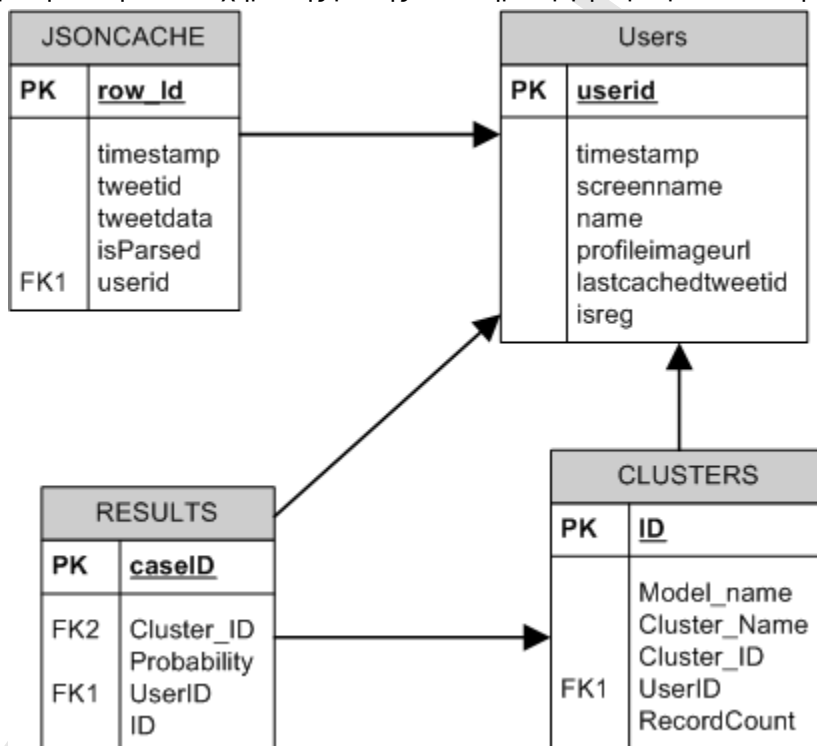 JSONCACHE
PK row_Id
timestamp
tweetid
tweetdata
isParsed
FK1 userid
Users
PK userid
timestamp
screenname
name
profileimageurl
lastcachedtweetid
isreg
RESULTS
PK caseID
FK2 Cluster_ID
Probability
FK1 UserID
ID
CLUSTERS
PK ID
Model_name
Cluster_Name
Cluster_ID
FK1 UserID
RecordCount